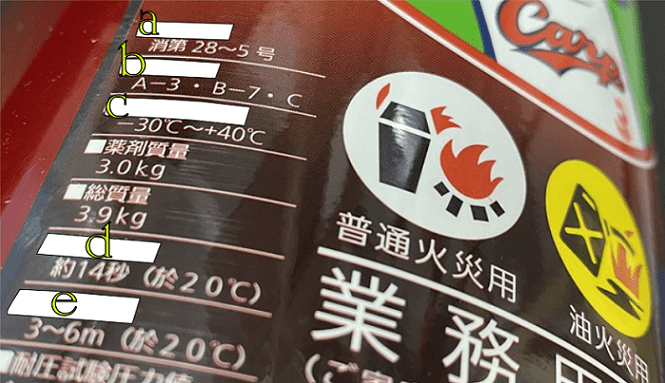 a
消第28~5号
b
A-3・B-7・C
c
-30℃~+40℃
■薬剤質量
3.0kg
■総質量
3.9kg
d
約14秒(於20℃)
e
3~6m(於20℃)
■耐圧試験圧力値
Carp
普通火災用
油火災用
業務用